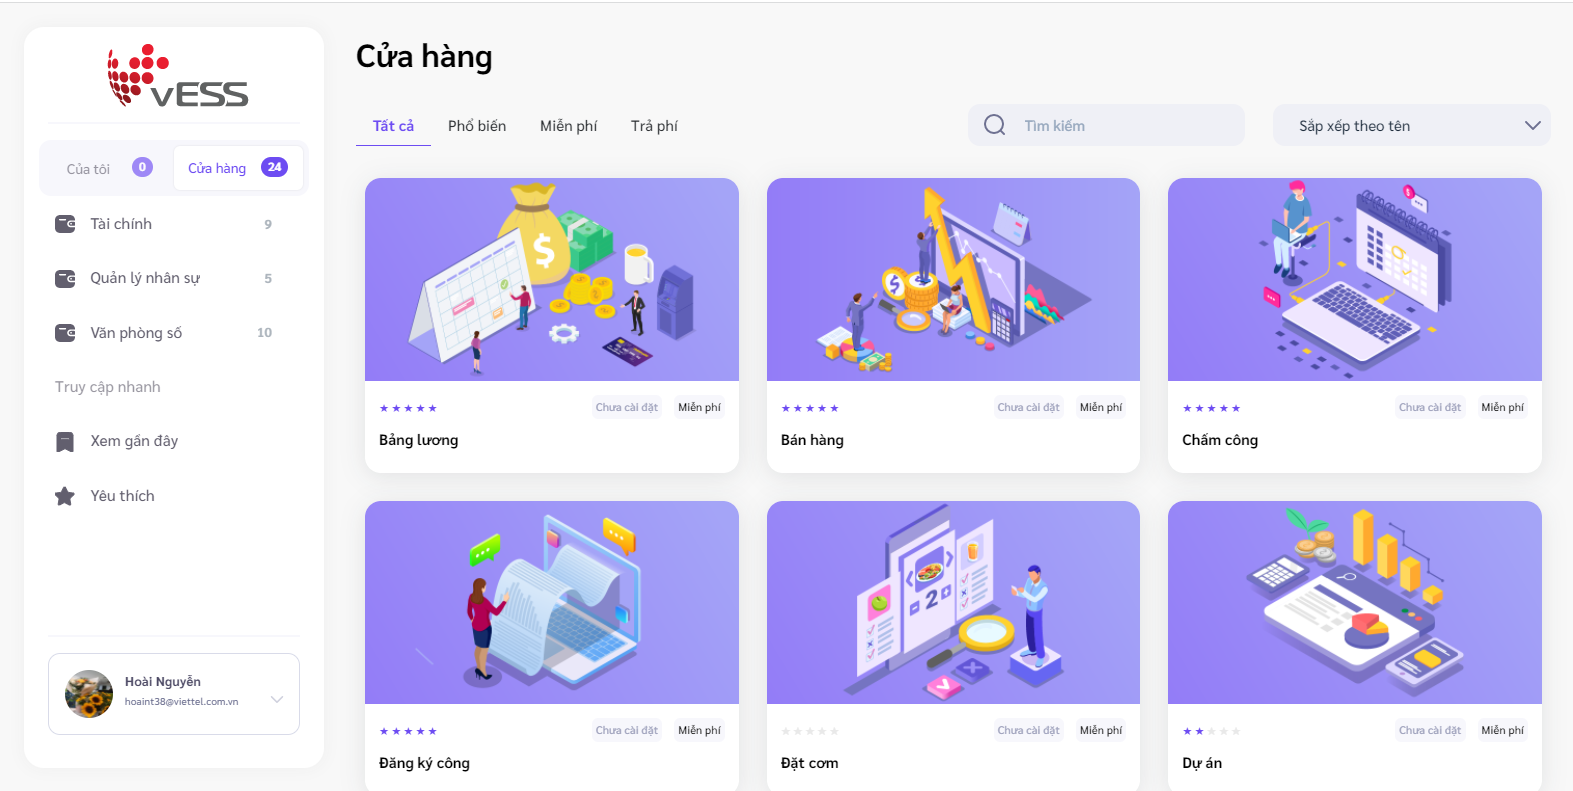 vESS
Của tôi 0
Cửa hàng 24
Tài chính 9
Quản lý nhân sự 5
Văn phòng số 10
Truy cập nhanh
Xem gần đây
Yêu thích
Hoài Nguyễn
hoaint38@viettel.com.vn
Cửa hàng
Tất cả Phổ biến Miễn phí Trả phí
Tìm kiếm
Sắp xếp theo tên
Chưa cài đặt Miễn phí
Bảng lương
Chưa cài đặt Miễn phí
Bán hàng
Chưa cài đặt Miễn phí
Chấm công
Chưa cài đặt Miễn phí
Đăng ký công
- 2 +
Chưa cài đặt Miễn phí
Đặt cơm
Chưa cài đặt Miễn phí
Dự án